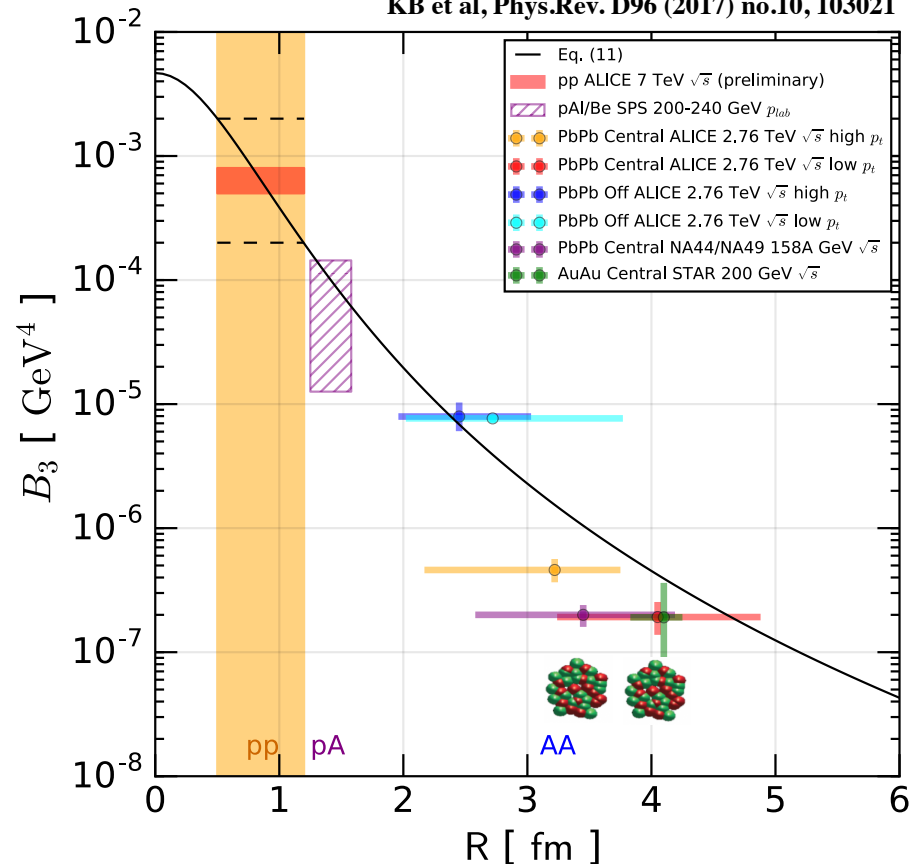 KB et al, Phys.Rev. D96 (2017) no.10, 103021
Eq. (11)
pp ALICE 7 TeV √s (preliminary)
pAl/Be SPS 200-240 GeV p_lab
PbPb Central ALICE 2.76 TeV √s high p_t
PbPb Central ALICE 2.76 TeV √s low p_t
PbPb Off ALICE 2.76 TeV √s high p_t
PbPb Off ALICE 2.76 TeV √s low p_t
PbPb Central NA44/NA49 158A GeV √s
AuAu Central STAR 200 GeV √s
10^-2
10^-3
10^-4
10^-5
10^-6
10^-7
10^-8
B_3 [ GeV^4 ]
pp pA AA
0 1 2 3 4 5 6
R [ fm ]